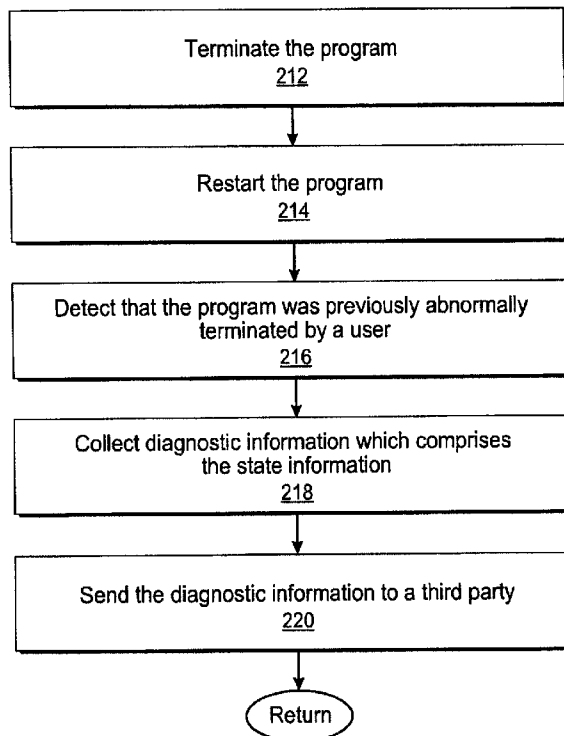 Terminate the program
212
Restart the program
214
Detect that the program was previously abnormally
terminated by a user
216
Collect diagnostic information which comprises
the state information
218
Send the diagnostic information to a third party
220
Return